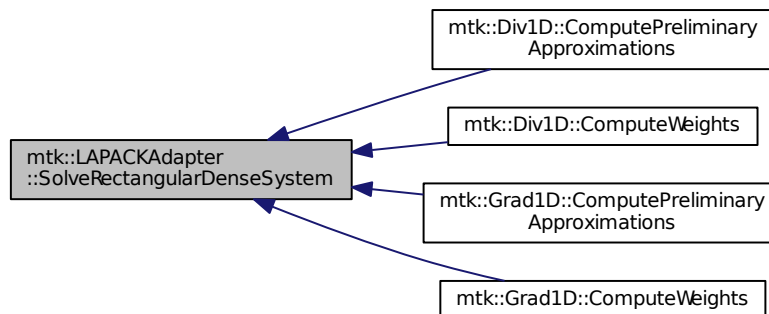 mtk::LAPACKAdapter
::SolveRectangularDenseSystem
mtk::Div1D::ComputePreliminary
Approximations
mtk::Div1D::ComputeWeights
mtk::Grad1D::ComputePreliminary
Approximations
mtk::Grad1D::ComputeWeights